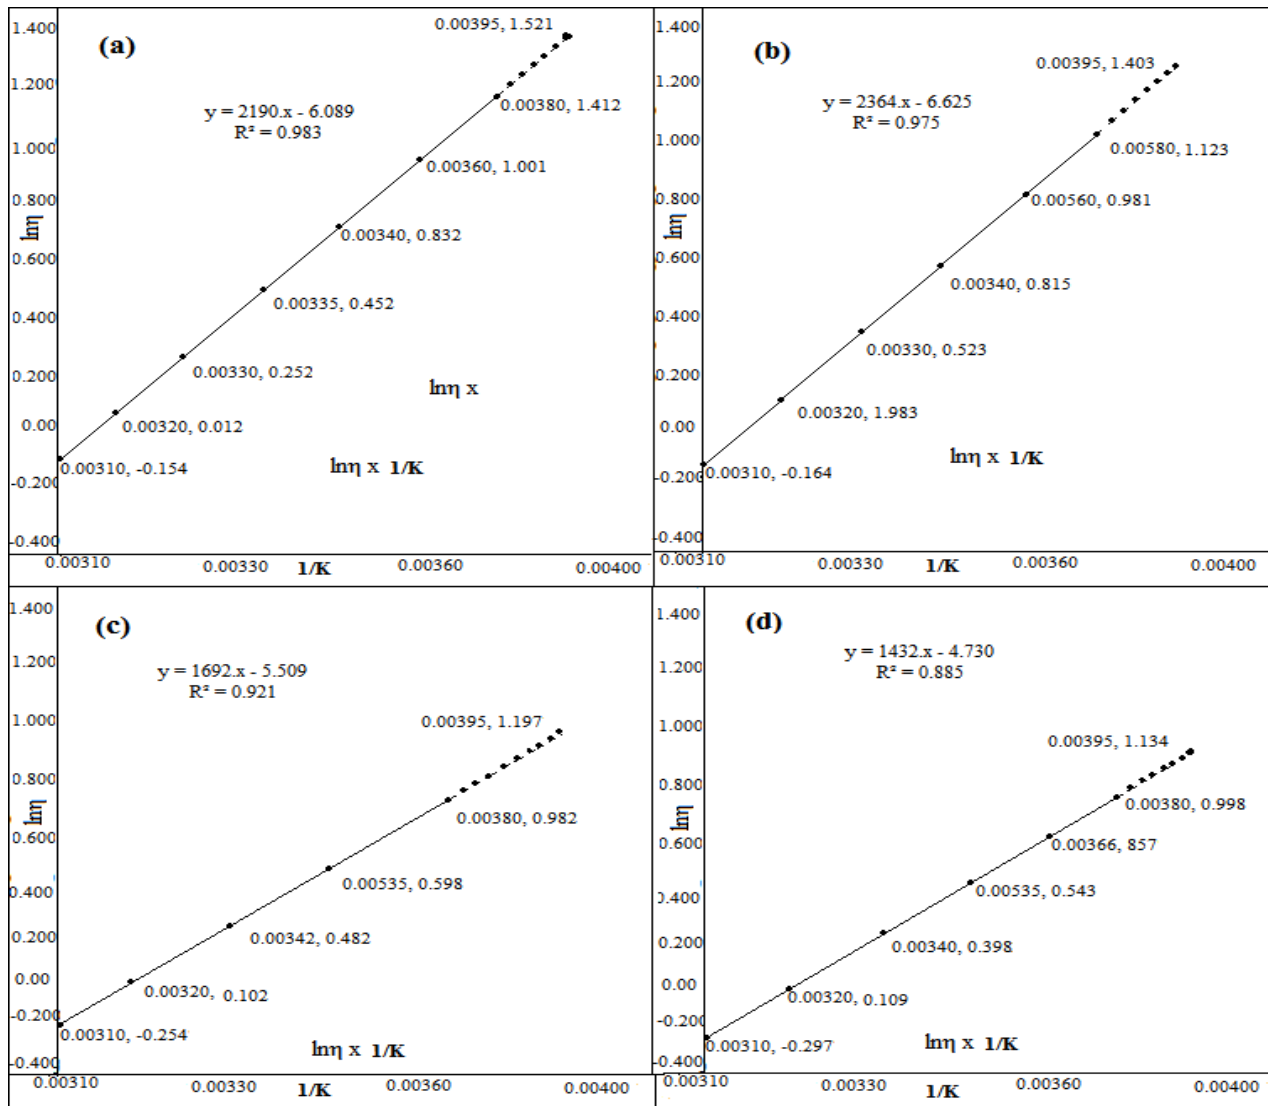 (a)
1.400
1.200
1.000
0.800
0.600
0.400
0.200
0.00
-0.200
-0.400
lnη
y = 2190.x - 6.089
R² = 0.983
0.00395, 1.521
0.00380, 1.412
0.00360, 1.001
0.00340, 0.832
0.00335, 0.452
0.00330, 0.252
0.00320, 0.012
0.00310, -0.154
lnη x
lnη x 1/K
0.00310 0.00330 1/K 0.00360 0.00400
(b)
1.400
1.200
1.000
0.800
0.600
0.400
0.200
0.00
-0.200
-0.400
lnη
y = 2364.x - 6.625
R² = 0.975
0.00395, 1.403
0.00580, 1.123
0.00560, 0.981
0.00340, 0.815
0.00330, 0.523
0.00320, 1.983
0.00310, -0.164
lnη x 1/K
0.00310 0.00330 1/K 0.00360 0.00400
(c)
1.400
1.200
1.000
0.800
0.600
0.400
0.200
0.00
-0.200
-0.400
lnη
y = 1692.x - 5.509
R² = 0.921
0.00395, 1.197
0.00380, 0.982
0.00535, 0.598
0.00342, 0.482
0.00320, 0.102
0.00310, -0.254
lnη x 1/K
0.00310 0.00330 1/K 0.00360 0.00400
(d)
1.400
1.200
1.000
0.800
0.600
0.400
0.200
0.00
-0.200
-0.400
lnη
y = 1432.x - 4.730
R² = 0.885
0.00395, 1.134
0.00380, 0.998
0.00366, 857
0.00535, 0.543
0.00340, 0.398
0.00320, 0.109
0.00310, -0.297
lnη x 1/K
0.00310 0.00330 1/K 0.00360 0.00400